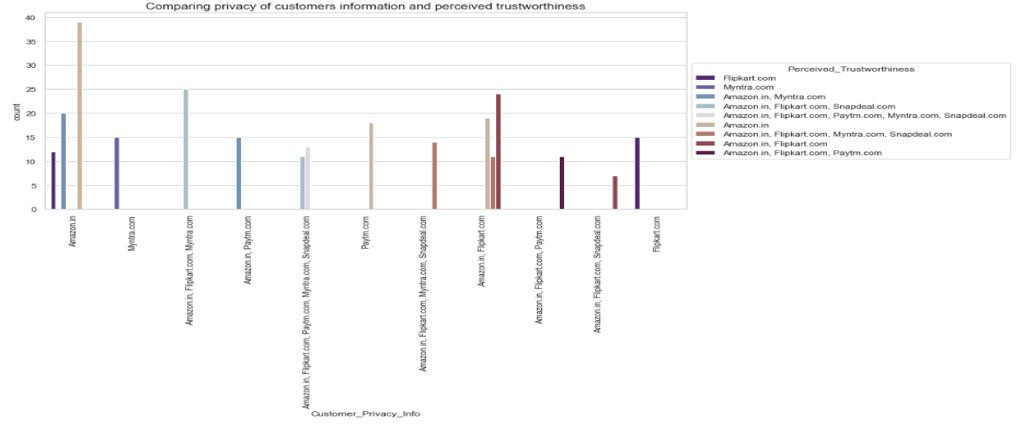 Comparing privacy of customers information and perceived trustworthiness
40
35
30
25
20
15
10
5
0
count
Amazon.in
Myntra.com
Amazon.in, Flipkart.com, Myntra.com
Amazon.in, Paytm.com
Amazon.in, Flipkart.com, Paytm.com, Myntra.com, Snapdeal.com
Paytm.com
Amazon.in, Flipkart.com, Myntra.com, Snapdeal.com
Amazon.in, Flipkart.com
Amazon.in, Flipkart.com, Paytm.com
Amazon.in, Flipkart.com, Snapdeal.com
Flipkart.com
Customer_Privacy_Info
Perceived_Trustworthiness
Flipkart.com
Myntra.com
Amazon.in, Myntra.com
Amazon.in, Flipkart.com, Snapdeal.com
Amazon.in, Flipkart.com, Paytm.com, Myntra.com, Snapdeal.com
Amazon.in
Amazon.in, Flipkart.com, Myntra.com, Snapdeal.com
Amazon.in, Flipkart.com
Amazon.in, Flipkart.com, Paytm.com